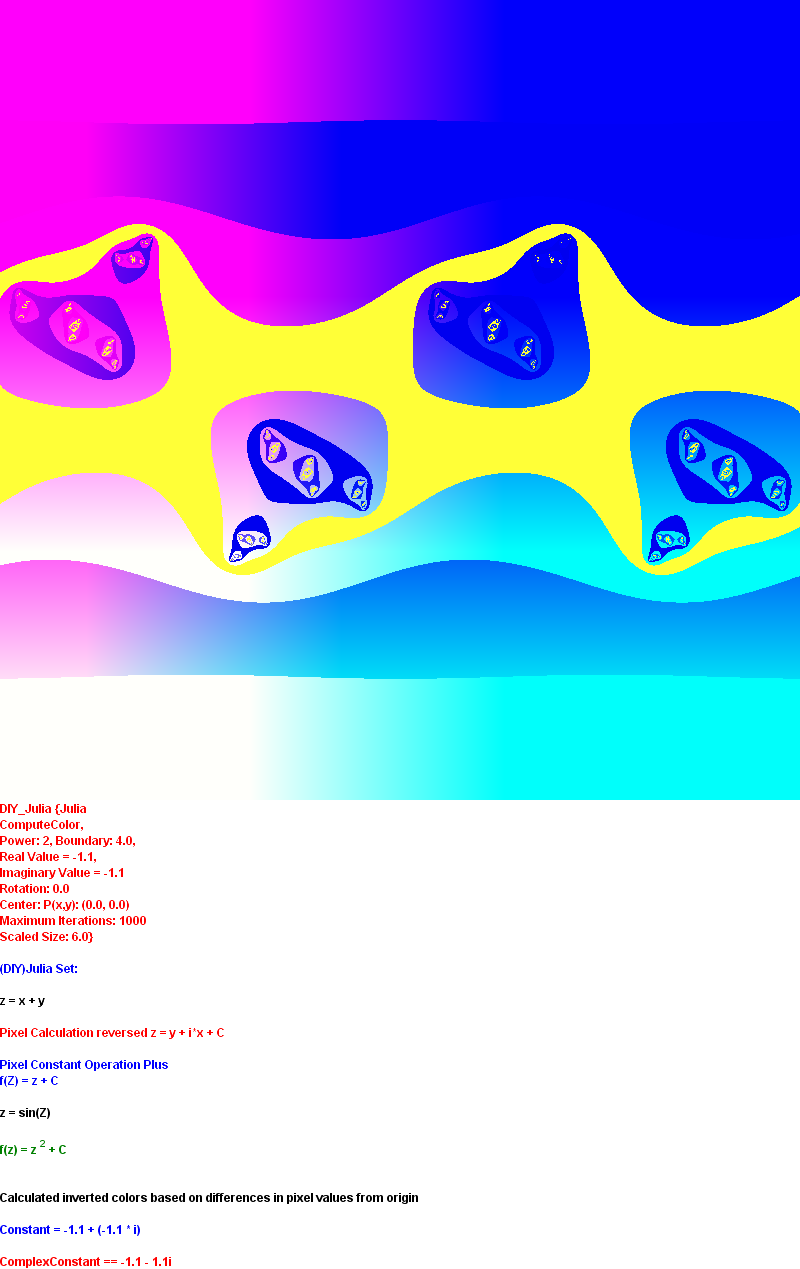 DIY_Julia {Julia
ComputeColor,
Power: 2, Boundary: 4.0,
Real Value = -1.1,
Imaginary Value = -1.1
Rotation: 0.0
Center: P(x,y): (0.0, 0.0)
Maximum Iterations: 1000
Scaled Size: 6.0}
(DIY)Julia Set:
z = x + y
Pixel Calculation reversed z = y + i*x + C
Pixel Constant Operation Plus
f(Z) = z + C
z = sin(Z)
f(z) = z 2 + C
Calculated inverted colors based on differences in pixel values from origin
Constant = -1.1 + (-1.1 * i)
ComplexConstant == -1.1 - 1.1i